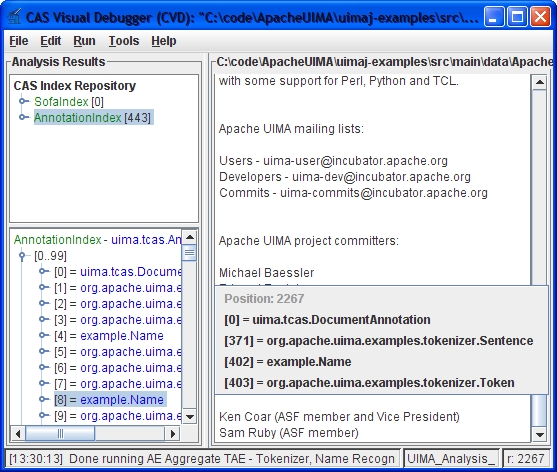 CAS Visual Debugger (CVD): "C:\code\ApacheUIMA\uimaj-examples\src\...
File Edit Run Tools Help
Analysis Results
CAS Index Repository
SofaIndex [0]
AnnotationIndex [443]
AnnotationIndex - uima.tcas.An
[0..99]
[0] = uima.tcas.Docume
[1] = org.apache.uima.e
[2] = org.apache.uima.e
[3] = org.apache.uima.e
[4] = example.Name
[5] = org.apache.uima.e
[6] = org.apache.uima.e
[7] = org.apache.uima.e
[8] = example.Name
[9] = org.apache.uima.e
C:\code\ApacheUIMA\uimaj-examples\src\main\data\Apache
with some support for Perl, Python and TCL.
Apache UIMA mailing lists:
Users - uima-user@incubator.apache.org
Developers - uima-dev@incubator.apache.org
Commits - uima-commits@incubator.apache.org
Apache UIMA project committers:
Michael Baessler
Position: 2267
[0] = uima.tcas.DocumentAnnotation
[371] = org.apache.uima.examples.tokenizer.Sentence
[402] = example.Name
[403] = org.apache.uima.examples.tokenizer.Token
Ken Coar (ASF member and Vice President)
Sam Ruby (ASF member)
[13:30:13] Done running AE Aggregate TAE - Tokenizer, Name Recogn
UIMA_Analysis_
r: 2267